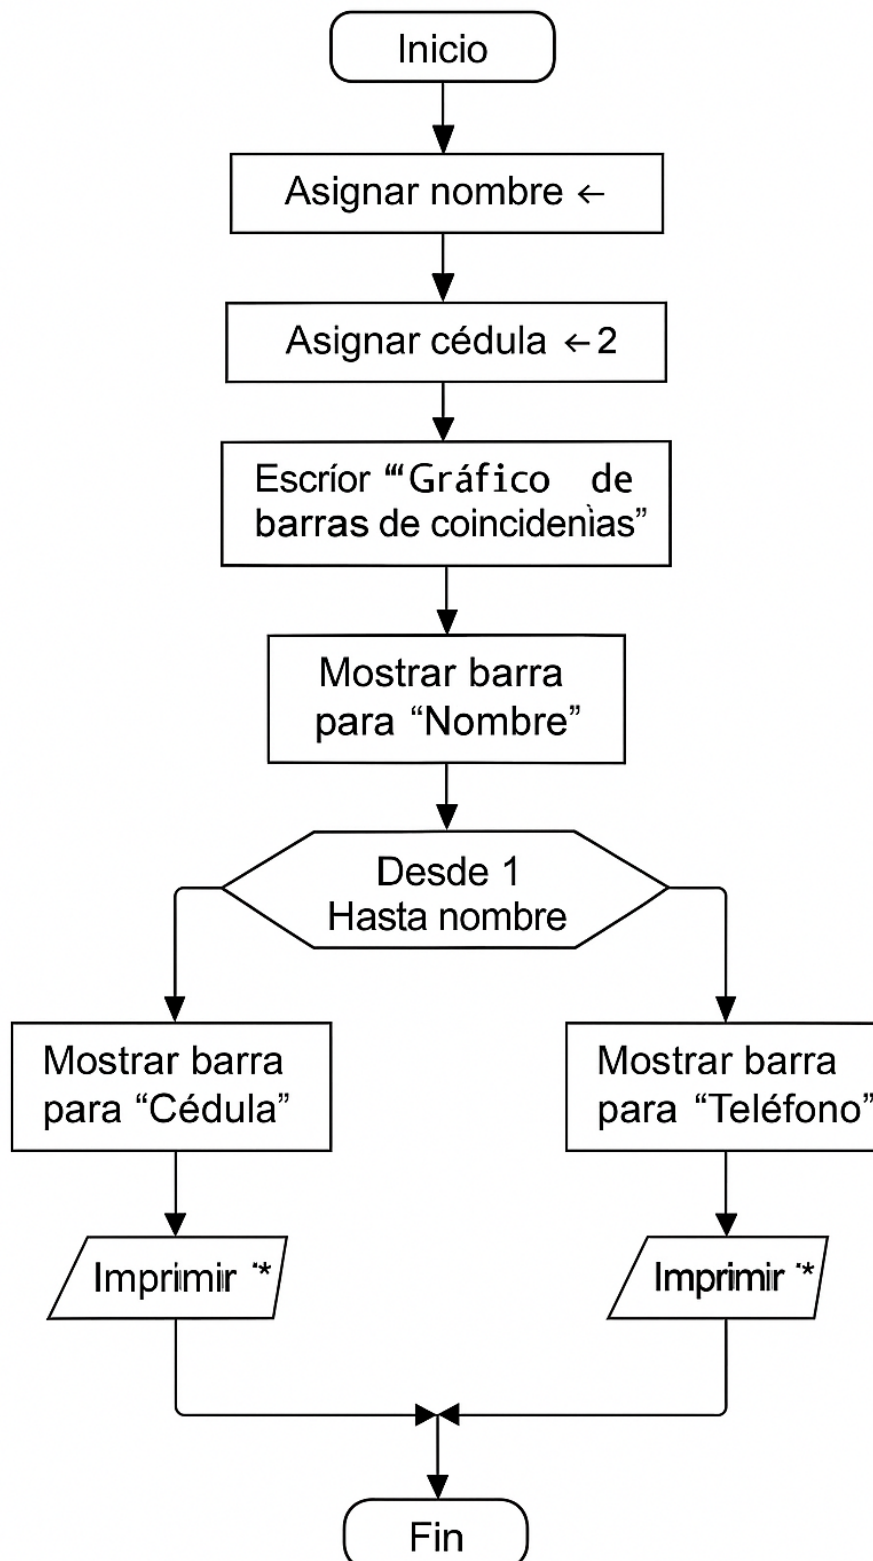 Inicio
Asignar nombre ←
Asignar cédula ← 2
Escríor “‘Gráfico de
barras de coincidenìas”
Mostrar barra
para “Nombre”
Desde 1
Hasta nombre
Mostrar barra
para “Cédula”
Mostrar barra
para “Teléfono”
Imprimir ‘*
Imprimir ‘*
Fin